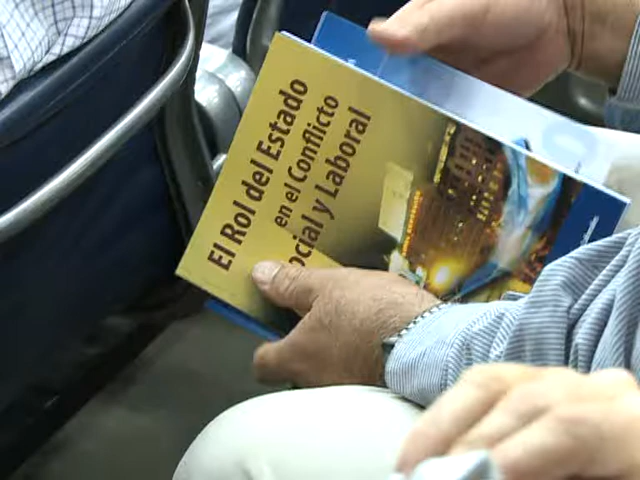 El Rol del Estado
en el Conflicto
ocial y Laboral